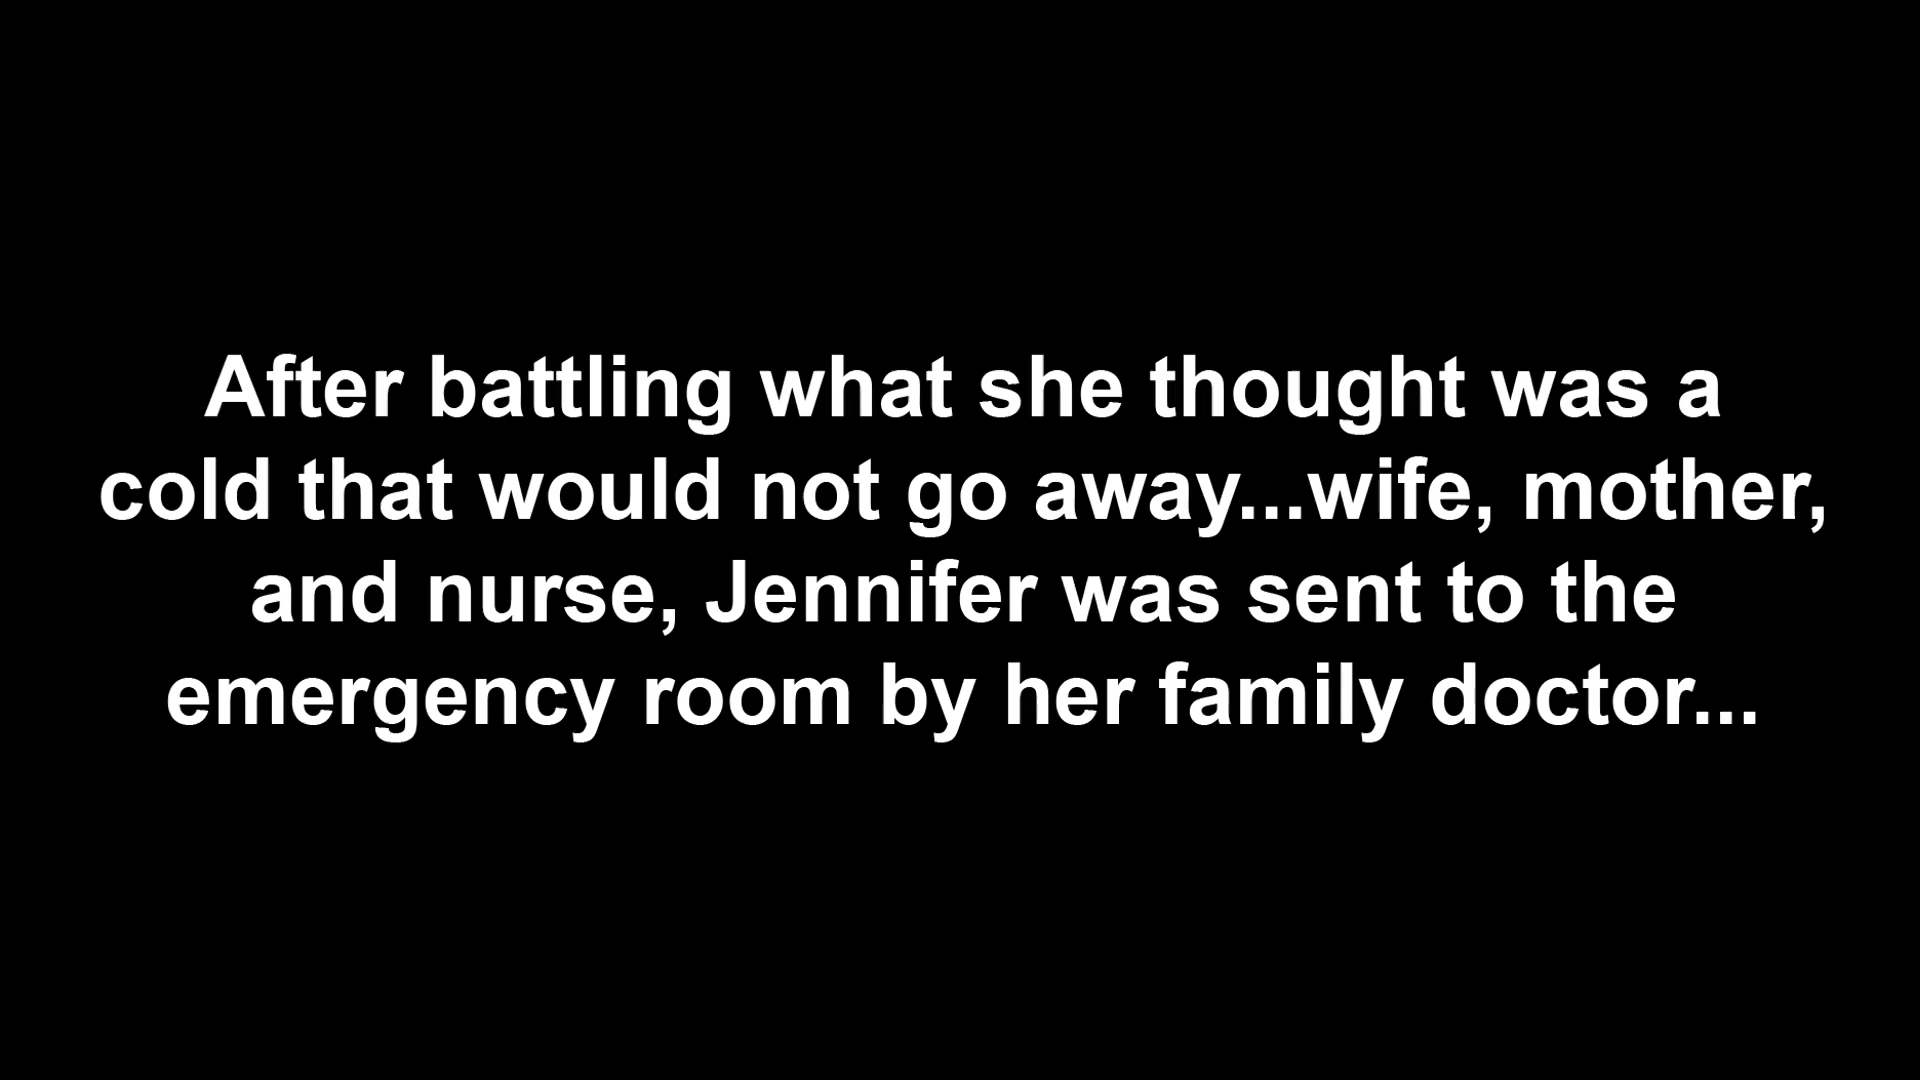 After battling what she thought was a
cold that would not go away...wife, mother,
and nurse, Jennifer was sent to the
emergency room by her family doctor...